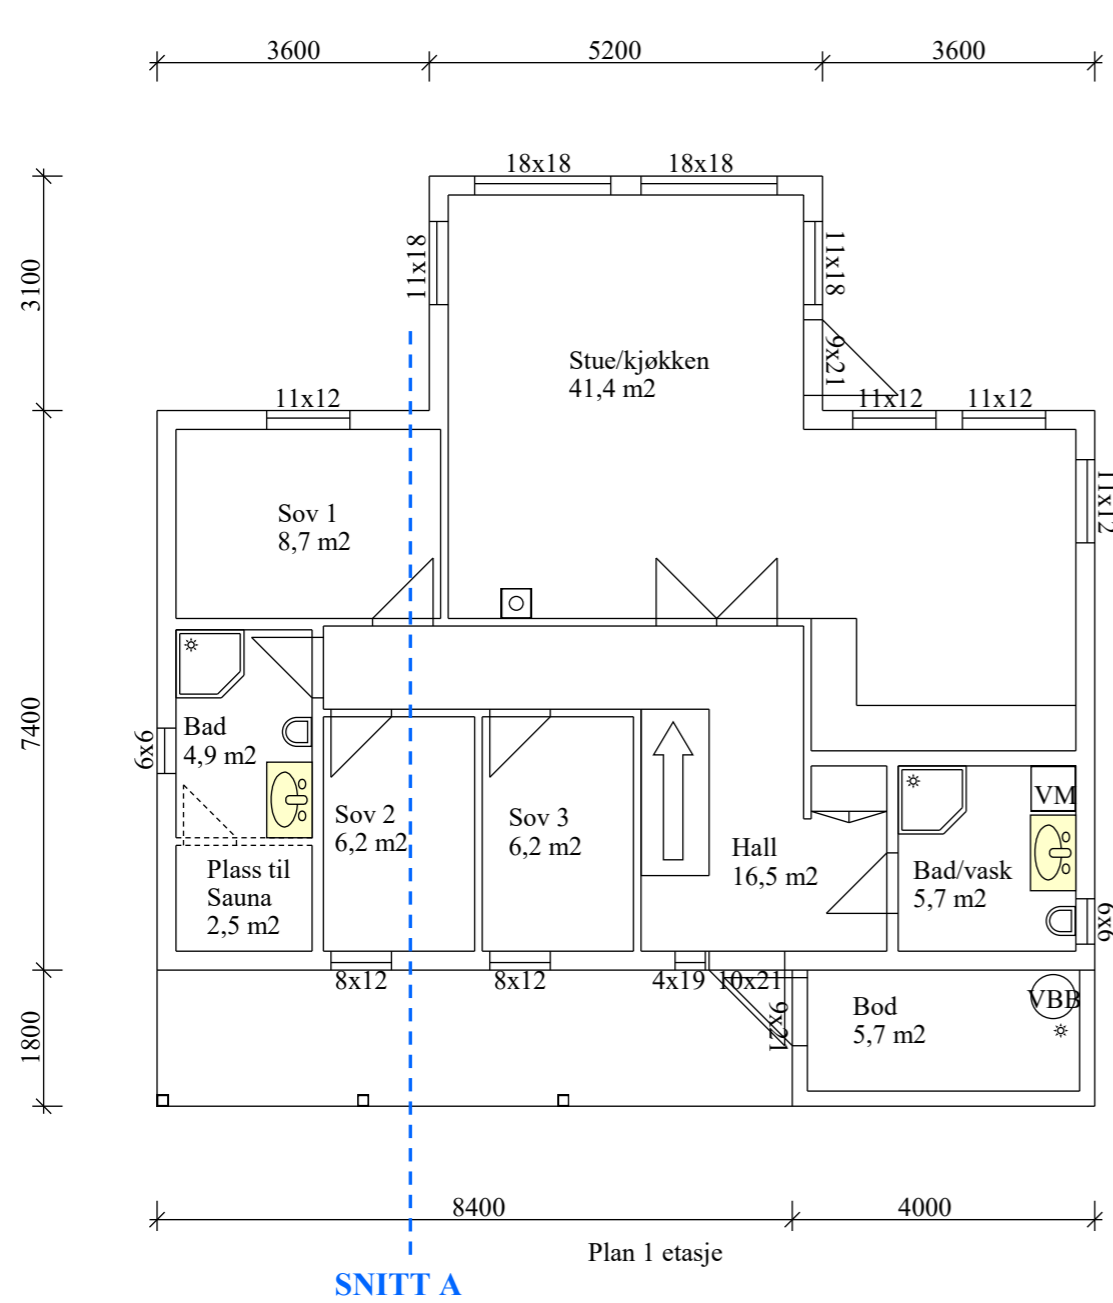 3600
5200
3600
18x18
18x18
3100
11x18
11x18
Stue/kjøkken
41,4 m2
9x21
11x12
11x12
11x12
11x12
Sov 1
8,7 m2
7400
6x6
Bad
4,9 m2
Sov 2
6,2 m2
Sov 3
6,2 m2
VM
Hall
16,5 m2
Plass til
Sauna
2,5 m2
Bad/vask
5,7 m2
6x6
8x12
8x12
4x19
10x21
9x21
Bod
5,7 m2
VBB
1800
8400
4000
Plan 1 etasje
SNITT A